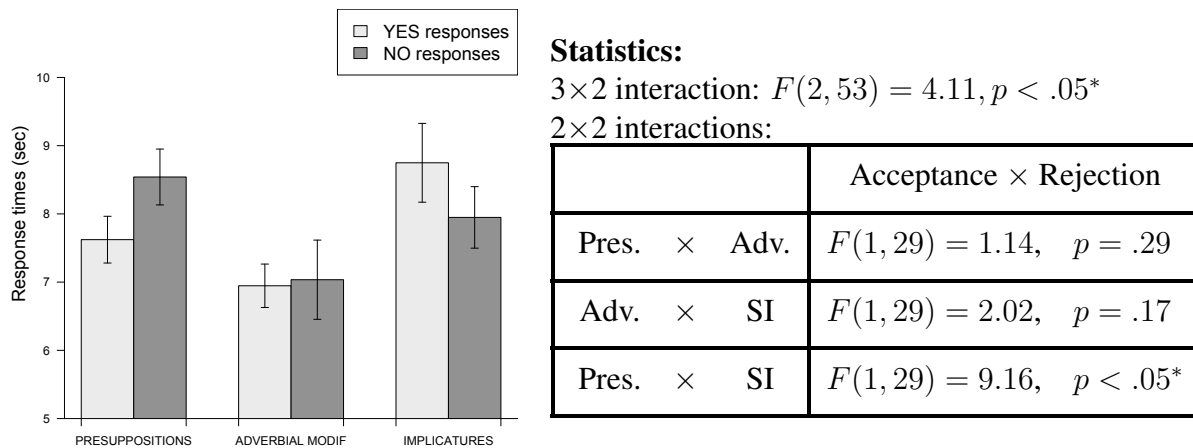 YES responses
NO responses
Response times (sec)
10
9
8
7
6
5
PRESUPPOSITIONS
ADVERBIAL MODIF
IMPLICATURES
Statistics:
3×2 interaction: F(2, 53) = 4.11, p < .05*
2×2 interactions:
Acceptance × Rejection
Pres. × Adv. F(1, 29) = 1.14, p = .29
Adv. × SI F(1, 29) = 2.02, p = .17
Pres. × SI F(1, 29) = 9.16, p < .05*